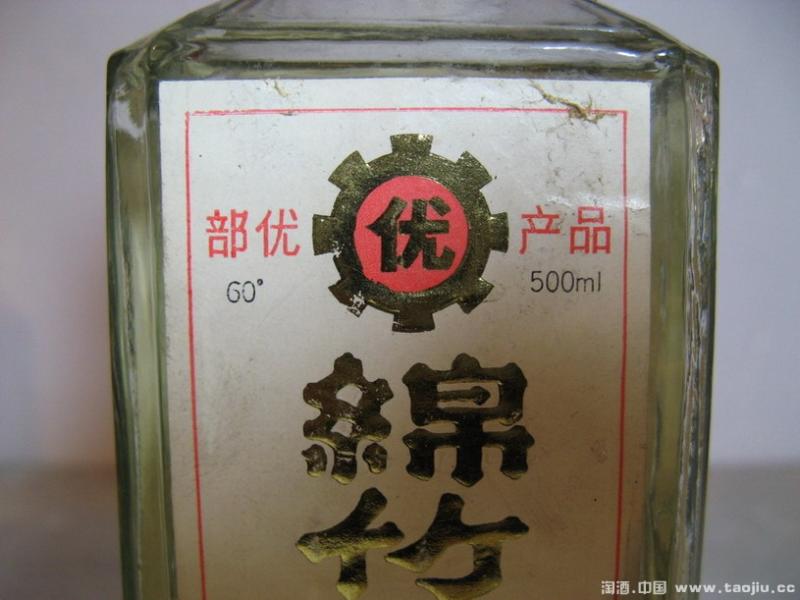 部优 优 产品
60° 500ml
綿
竹
淘酒.中国 www.taojiu.cc